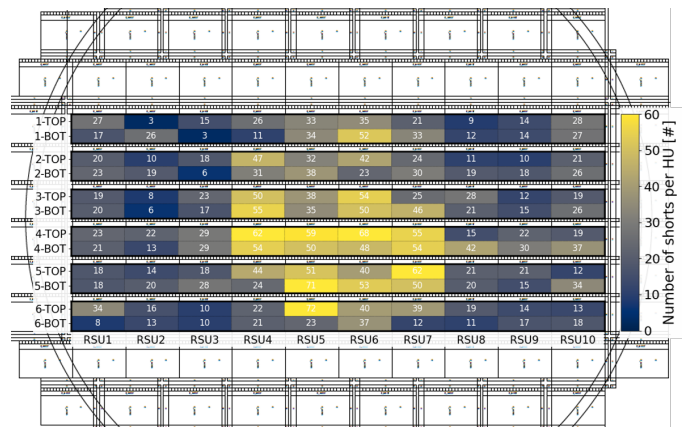 1-TOP 27 3 15 26 33 35 21 9 14 28
1-BOT 17 26 3 11 34 52 33 12 14 27
2-TOP 20 10 18 47 32 42 24 11 10 21
2-BOT 23 19 6 31 38 23 30 19 18 26
3-TOP 19 8 23 50 38 54 25 28 12 19
3-BOT 20 6 17 55 35 50 46 21 15 26
4-TOP 23 22 29 55 15 22 19
4-BOT 21 13 29 54 50 48 54 42 30 37
5-TOP 18 14 18 44 51 40 62 21 21 12
5-BOT 18 20 28 24 71 53 50 20 15 34
6-TOP 34 16 10 22 72 40 39 19 14 13
6-BOT 8 13 10 21 23 37 12 11 17 18
RSU1 RSU2 RSU3 RSU4 RSU5 RSU6 RSU7 RSU8 RSU9 RSU10
60
50
40
30
20
10
0
Number of shorts per HU [#]